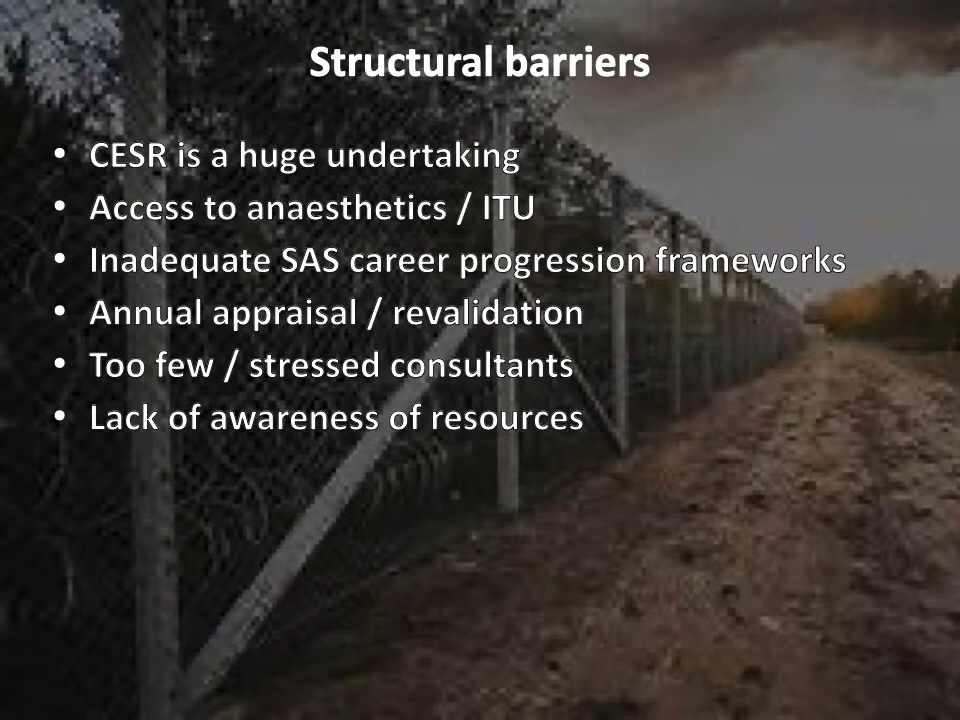 Structural barriers
• CESR is a huge undertaking
• Access to anaesthetics / ITU
• Inadequate SAS career progression frameworks
• Annual appraisal / revalidation
• Too few / stressed consultants
• Lack of awareness of resources